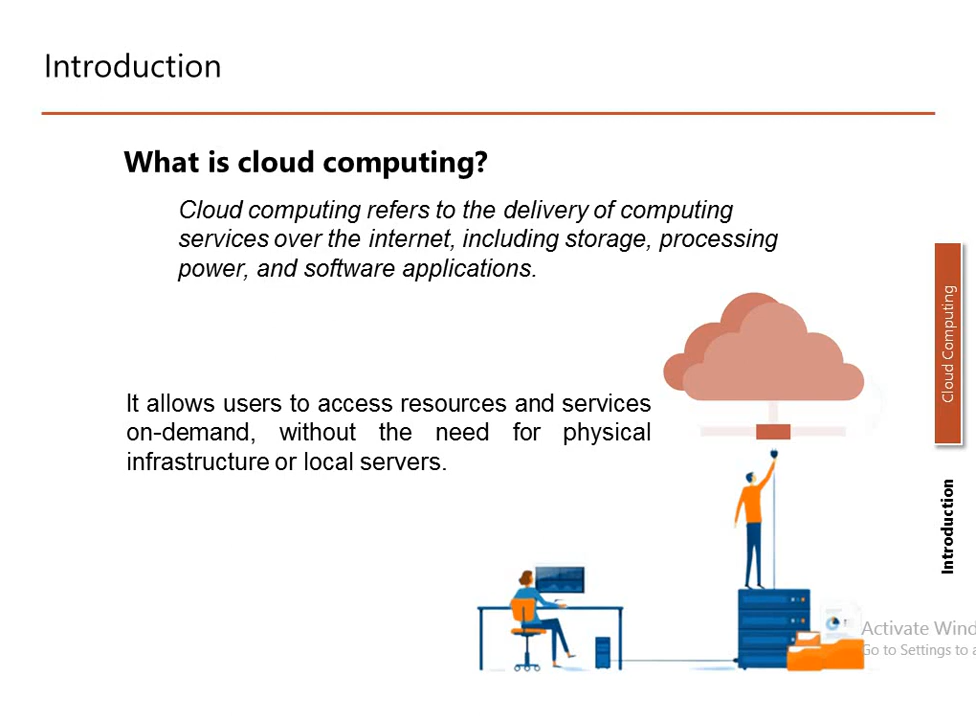 Introduction
What is cloud computing?
Cloud computing refers to the delivery of computing
services over the internet, including storage, processing
power, and software applications.
It allows users to access resources and services
on-demand, without the need for physical
infrastructure or local servers.
Cloud Computing
Introduction
Activate Wind
Go to Settings to a